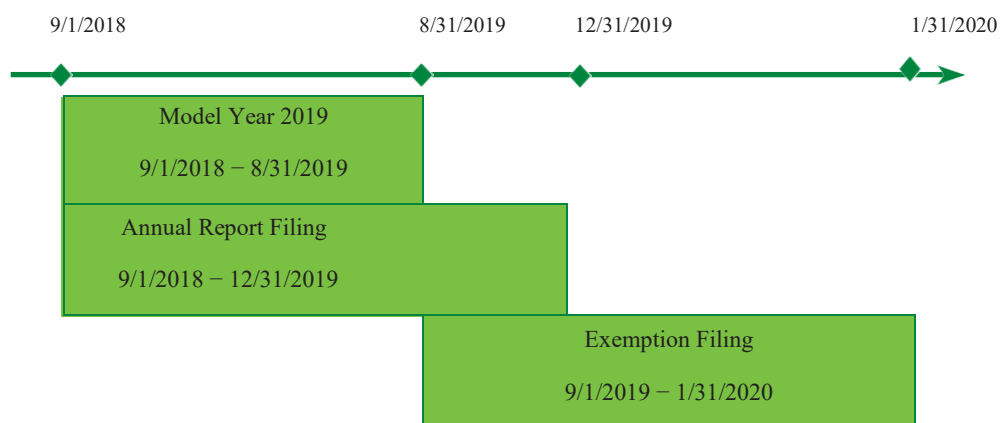 9/1/2018 8/31/2019 12/31/2019 1/31/2020
Model Year 2019
9/1/2018 − 8/31/2019
Annual Report Filing
9/1/2018 − 12/31/2019
Exemption Filing
9/1/2019 − 1/31/2020